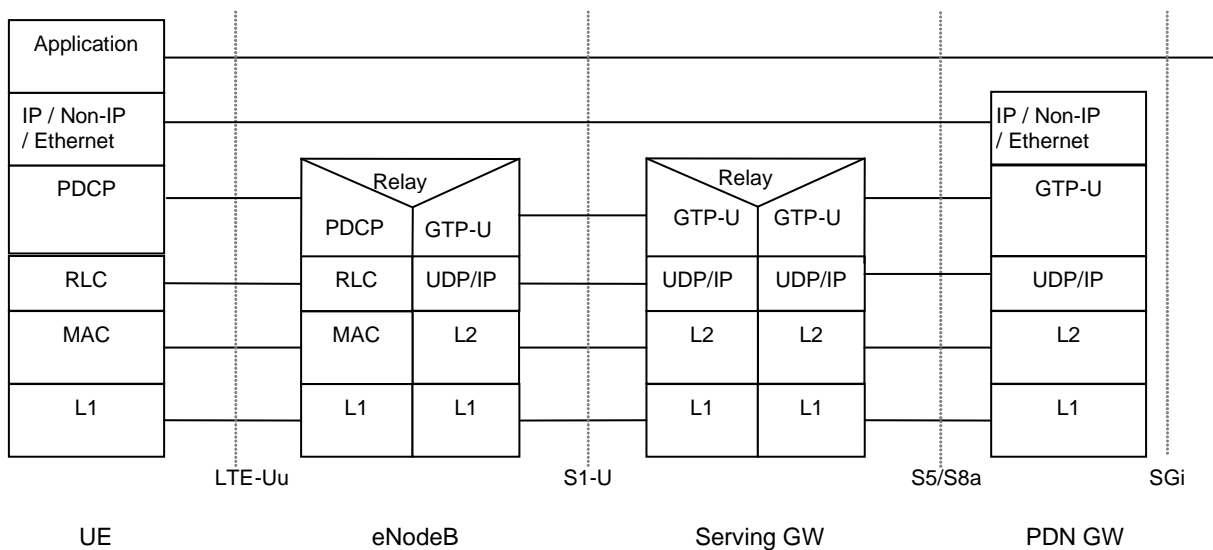 Application
IP / Non-IP
/ Ethernet
IP / Non-IP
/ Ethernet
PDCP
Relay
Relay
GTP-U
PDCP
GTP-U
GTP-U
GTP-U
RLC
RLC
UDP/IP
UDP/IP
UDP/IP
UDP/IP
MAC
MAC
L2
L2
L2
L2
L1
L1
L1
L1
L1
L1
LTE-Uu
S1-U
S5/S8a
SGi
UE
eNodeB
Serving GW
PDN GW